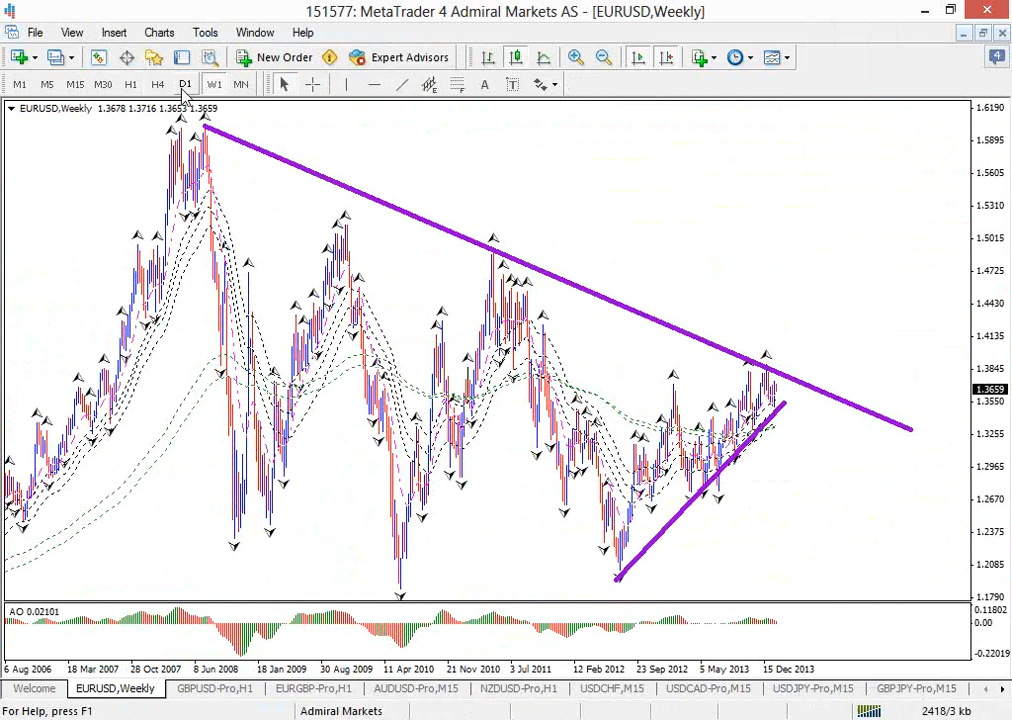 151577: MetaTrader 4 Admiral Markets AS - [EURUSD,Weekly]
File View Insert Charts Tools Window Help
New Order Expert Advisors 4
M1 M5 M15 M30 H1 H4 D1 W1 MN A T
EURUSD,Weekly 1.3678 1.3716 1.3653 1.3659
1.6190
1.5895
1.5605
1.5310
1.5015
1.4725
1.4430
1.4135
1.3845
1.3659
1.3550
1.3255
1.2965
1.2670
1.2375
1.2085
1.1790
AO 0.02101
0.11802
0.00
-0.22019
6 Aug 2006 18 Mar 2007 28 Oct 2007 8 Jun 2008 18 Jan 2009 30 Aug 2009 11 Apr 2010 21 Nov 2010 3 Jul 2011 12 Feb 2012 23 Sep 2012 5 May 2013 15 Dec 2013
Welcome EURUSD,Weekly GBPUSD-Pro,H1 EURGBP-Pro,H1 AUDUSD-Pro,M15 NZDUSD-Pro,H1 USDCHF,M15 USDCAD-Pro,M15 USDJPY-Pro,M15 GBPJPY-Pro,M15
For Help, press F1 Admiral Markets 2418/3 kb